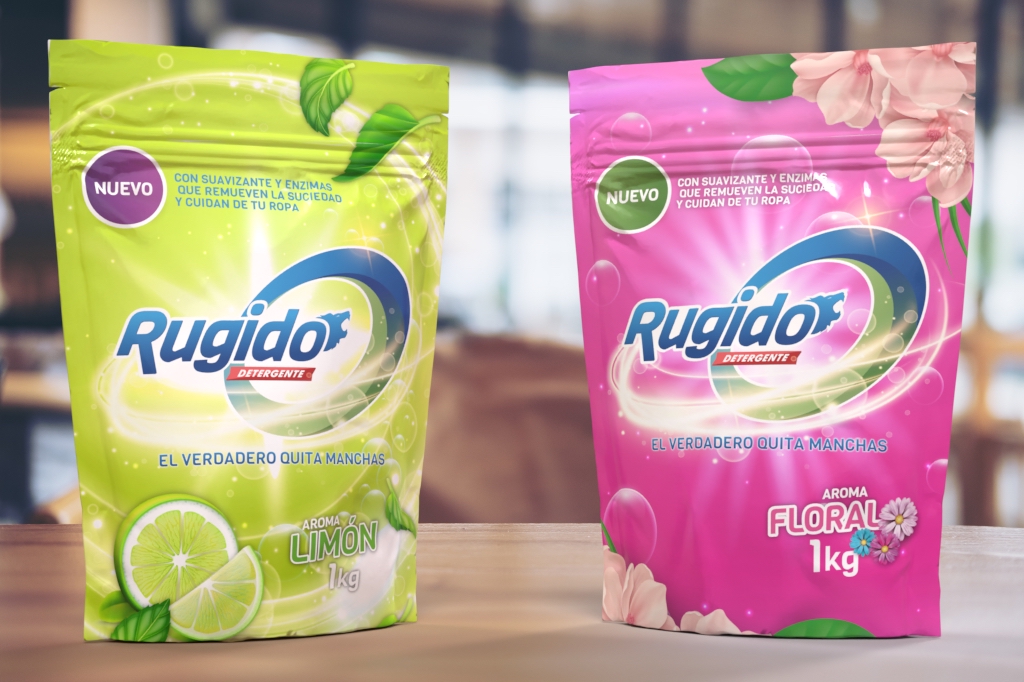 NUEVO
CON SUAVIZANTE Y ENZIMAS
QUE REMUEVEN LA SUCIEDAD
Y CUIDAN DE TU ROPA
Rugido
DETERGENTE
EL VERDADERO QUITA MANCHAS
AROMA
LIMÓN
1kg
NUEVO
CON SUAVIZANTE Y ENZIMAS
QUE REMUEVEN LA SUCIEDAD
Y CUIDAN DE TU ROPA
Rugido
DETERGENTE
EL VERDADERO QUITA MANCHAS
AROMA
FLORAL
1kg